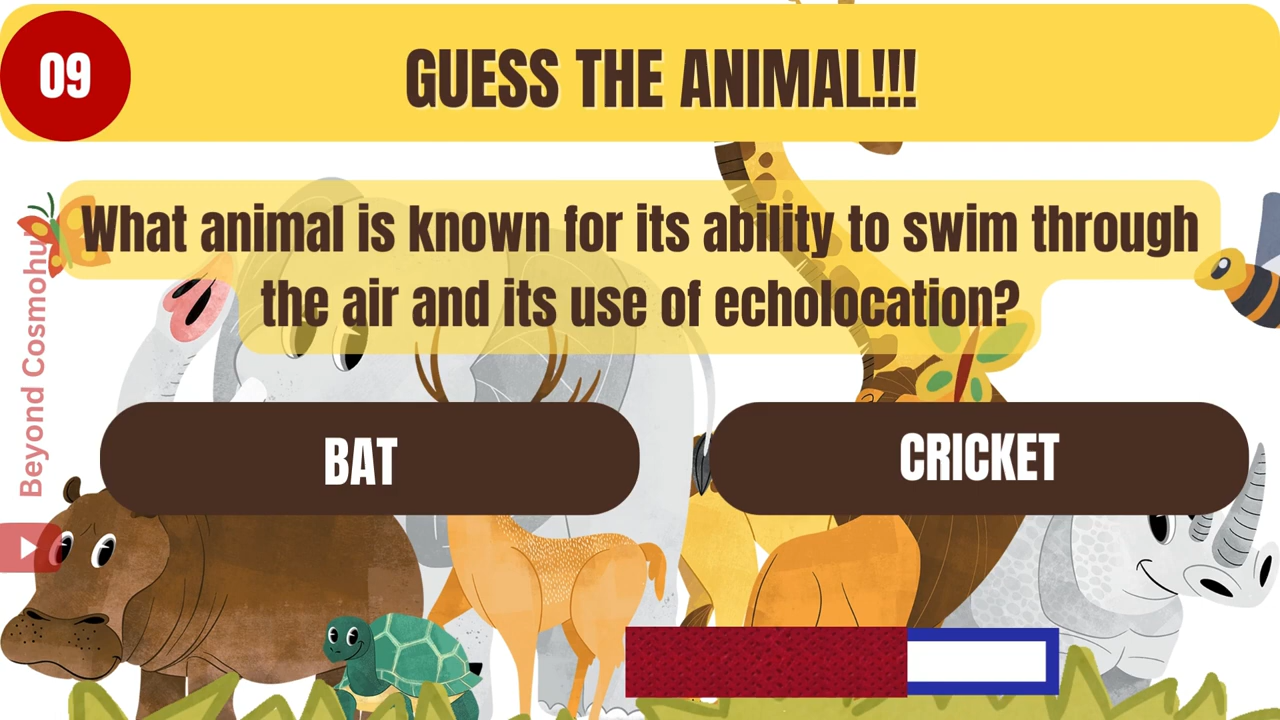 09
GUESS THE ANIMAL!!!
What animal is known for its ability to swim through
the air and its use of echolocation?
BAT
CRICKET
Beyond Cosmohub